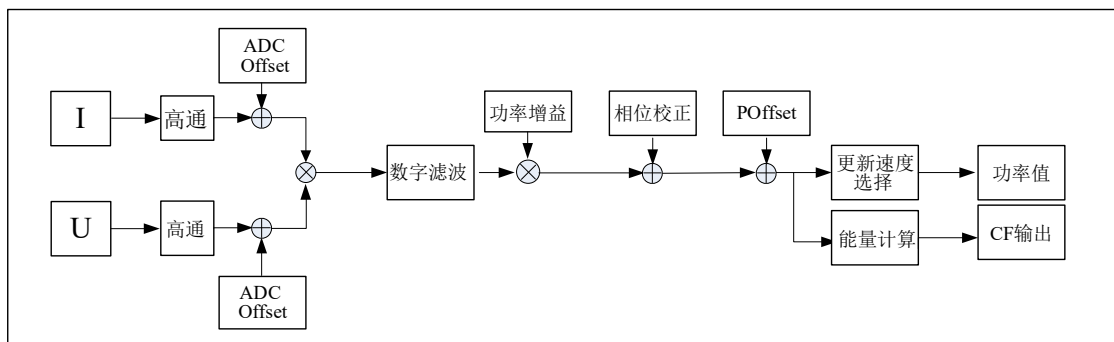 ADC
Offset
I
高通
功率增益
相位校正
POffset
数字滤波
更新速度
选择
功率值
U
高通
能量计算
CF输出
ADC
Offset